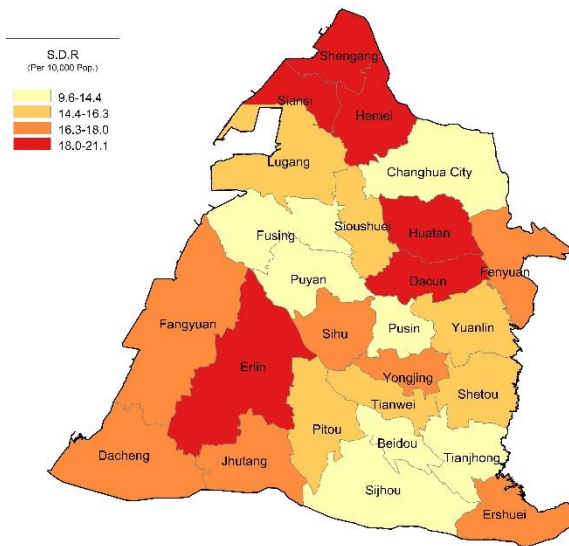 S.D.R
(Per 10,000 Pop.)
9.6-14.4
14.4-16.3
16.3-18.0
18.0-21.1
Shengang
Siansi
Hemei
Lugang
Changhua City
Sioushuei
Huatan
Fusing
Fenyuan
Puyan
Dacun
Fangyuan
Sihu
Pusin
Yuanlin
Erlin
Yongjing
Shetou
Tianwei
Pitou
Beidou
Dacheng
Jhutang
Tianjhong
Sijhou
Ershuei